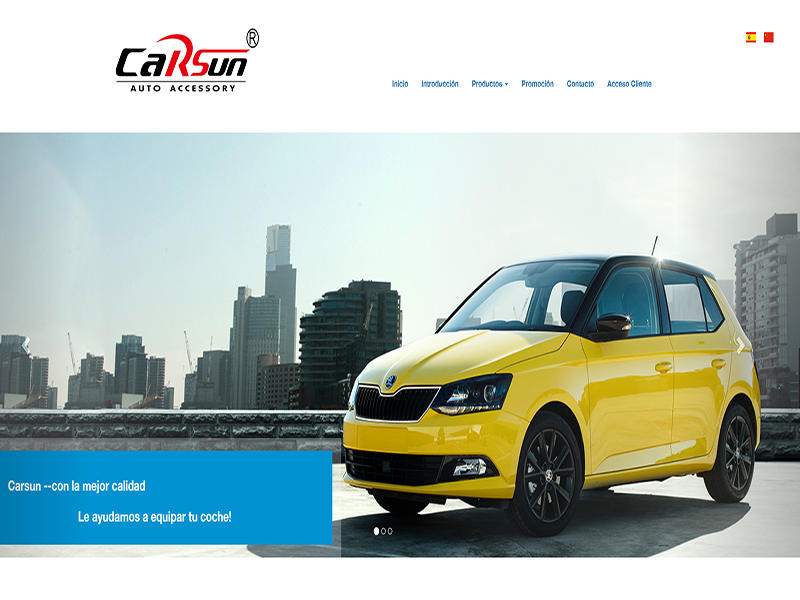 CaRSun®
AUTO ACCESSORY
Inicio Introducción Productos Promoción Contacto Acceso Cliente
Carsun --con la mejor calidad
Le ayudamos a equipar tu coche!